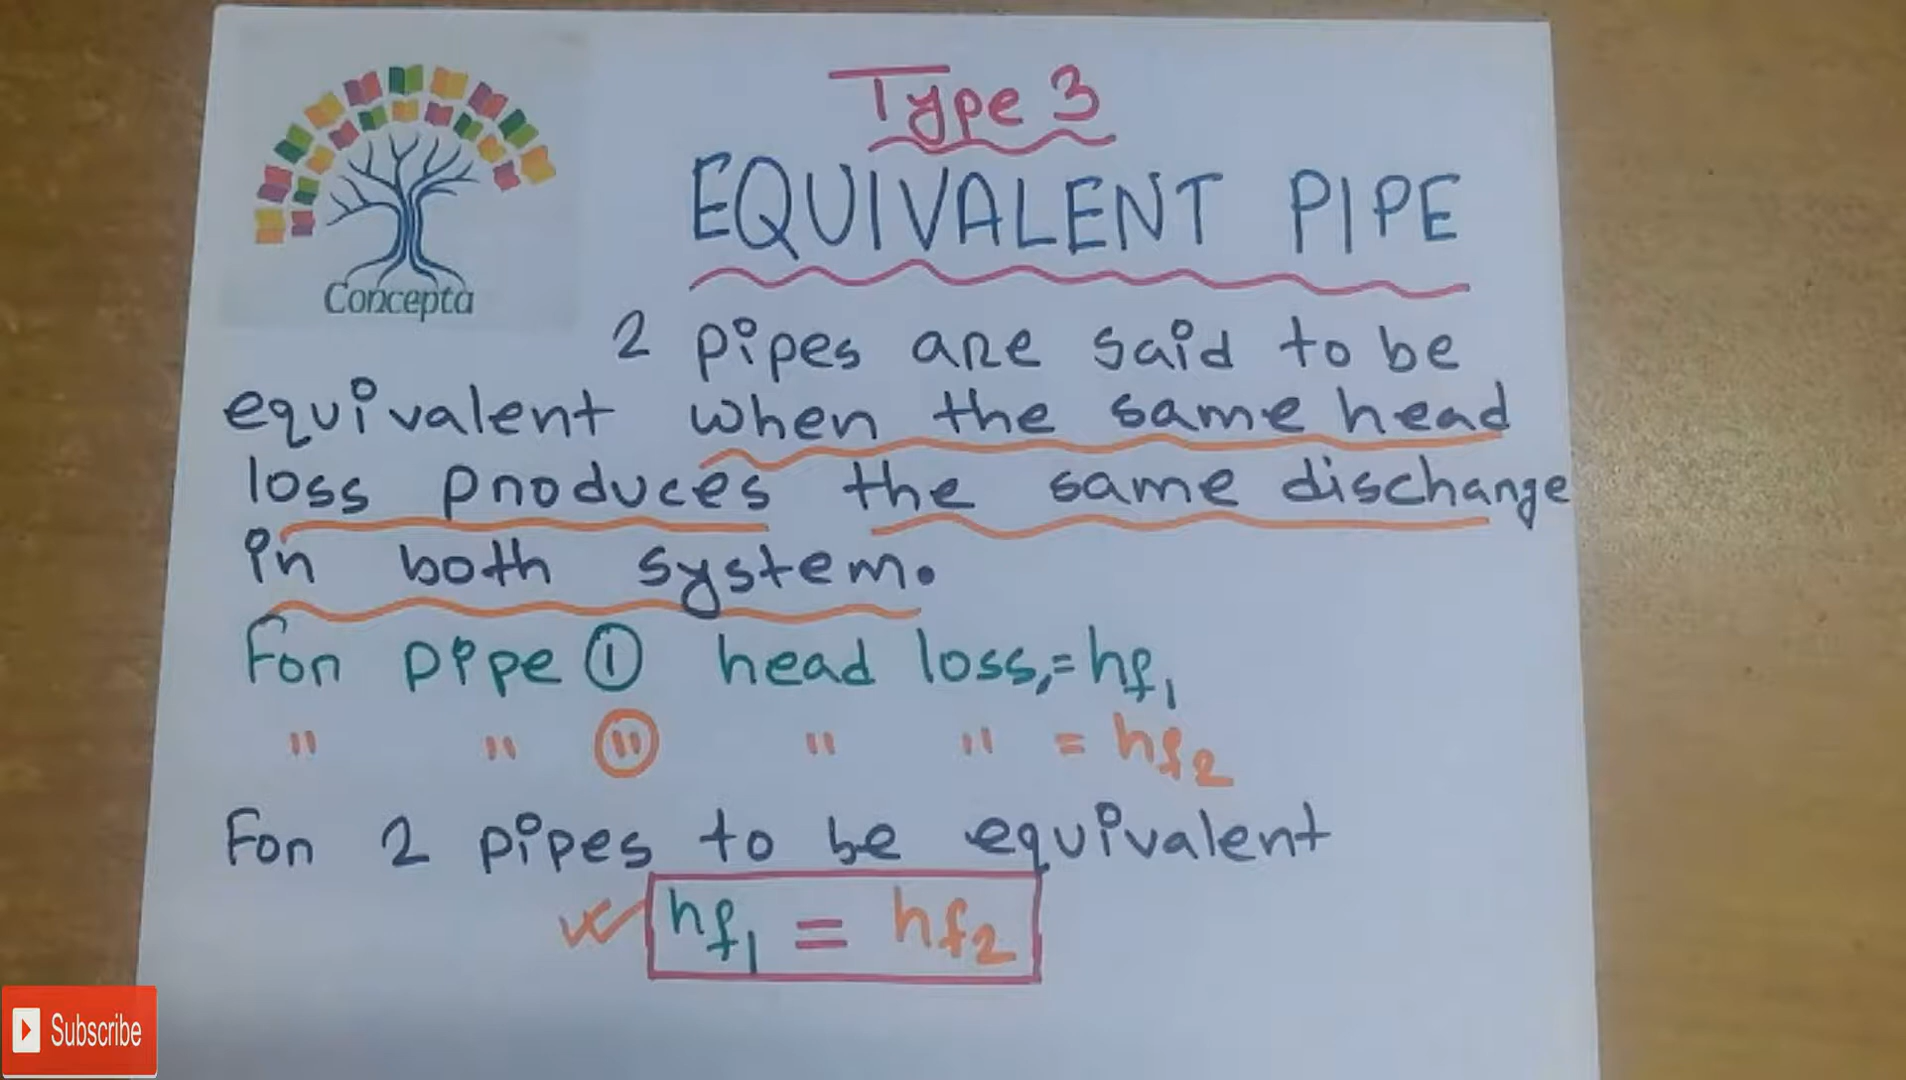 Type 3
EQUIVALENT PIPE
Concepta
2 pipes are said to be
equivalent when the same head
loss produces the same discharge
in both system.
For pipe ① head loss,= hf₁
" " ⑪ " " = hf₂
For 2 pipes to be equivalent
hf₁ = hf₂
Subscribe